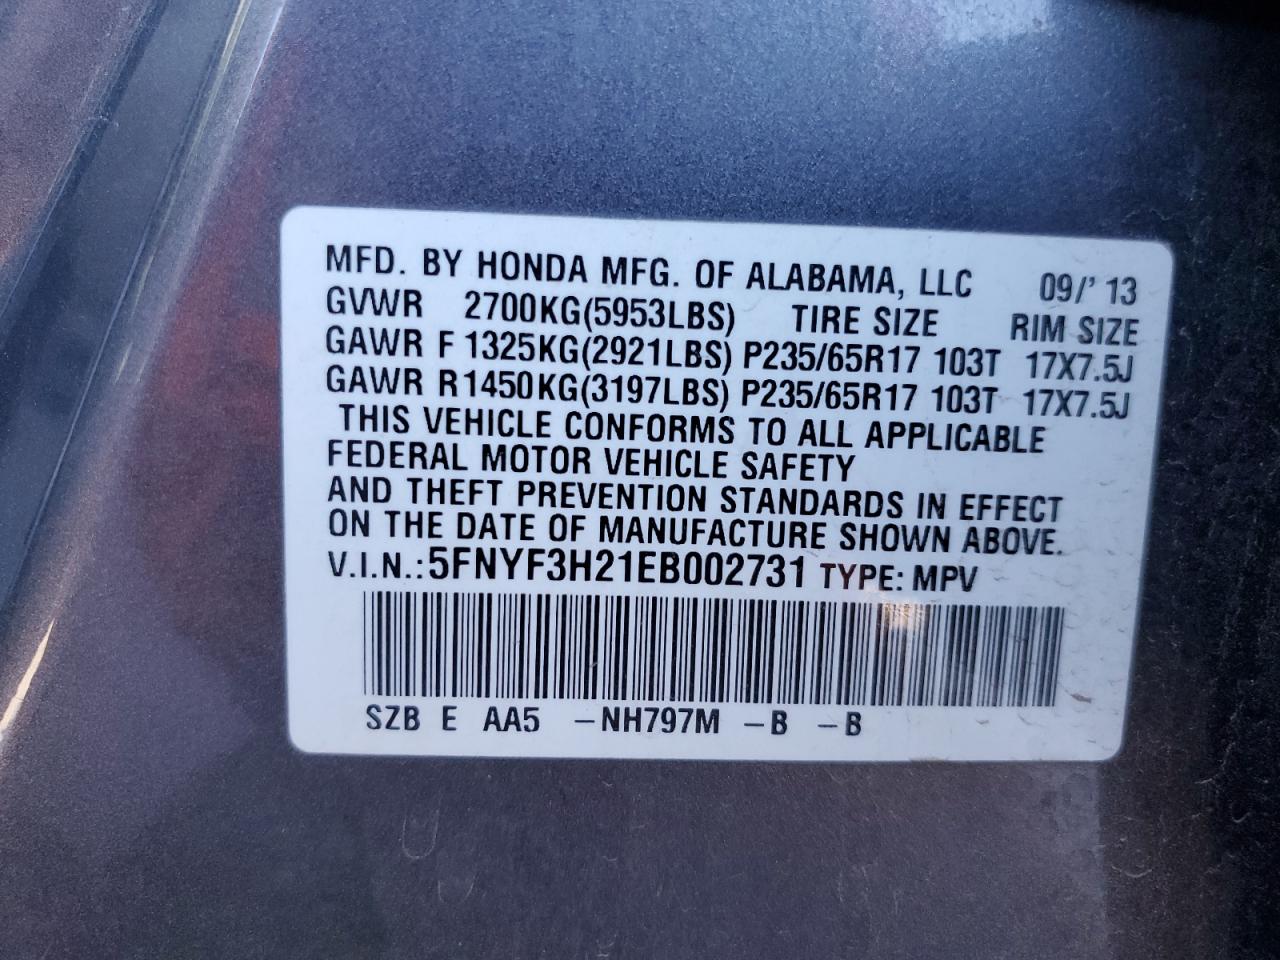 MFD. BY HONDA MFG. OF ALABAMA, LLC 09/' 13
GVWR 2700KG(5953LBS) TIRE SIZE RIM SIZE
GAWR F 1325KG(2921LBS) P235/65R17 103T 17X7.5J
GAWR R1450KG(3197LBS) P235/65R17 103T 17X7.5J
THIS VEHICLE CONFORMS TO ALL APPLICABLE
FEDERAL MOTOR VEHICLE SAFETY
AND THEFT PREVENTION STANDARDS IN EFFECT
ON THE DATE OF MANUFACTURE SHOWN ABOVE.
V.I.N.: 5FNYF3H21EB002731 TYPE: MPV
SZB E AA5 –NH797M –B –B